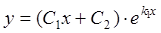 y = (C₁x + C₂) · e^{k₁x}